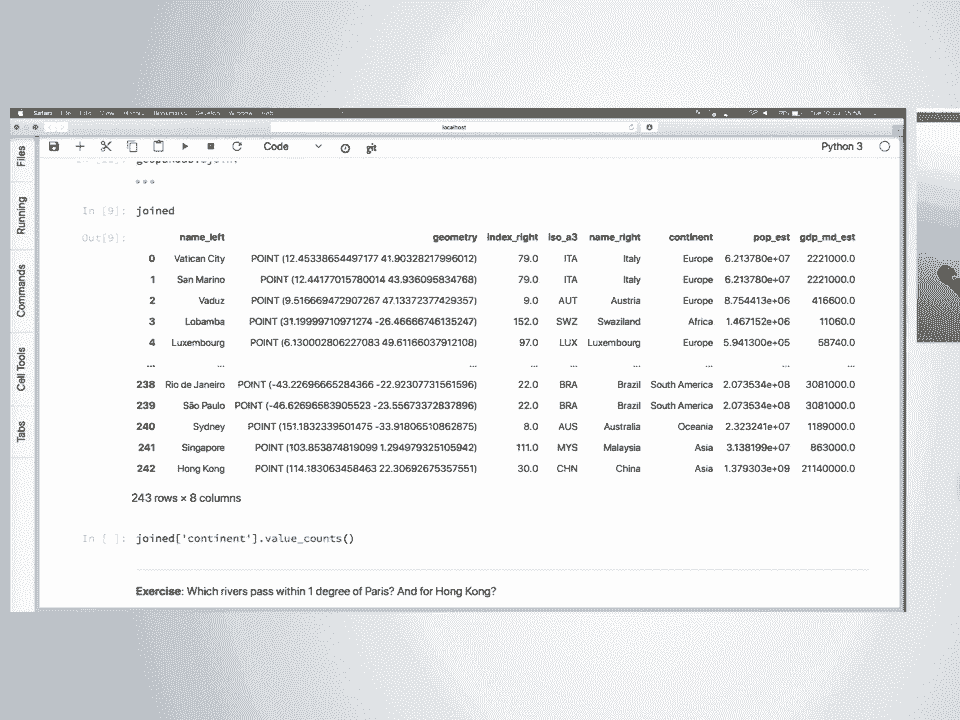 Safari
localhost
Files
Running
Commands
Cell Tools
Tabs
Code
git
Python 3
In [9]: joined
Out[9]:
name_left geometry index_right iso_a3 name_right continent pop_est gdp_md_est
0 Vatican City POINT (12.45338654497177 41.90328217996012) 79.0 ITA Italy Europe 6.213780e+07 2221000.0
1 San Marino POINT (12.44177015780014 43.936095834768) 79.0 ITA Italy Europe 6.213780e+07 2221000.0
2 Vaduz POINT (9.516669472907267 47.13372377429357) 9.0 AUT Austria Europe 8.754413e+06 416600.0
3 Lobamba POINT (31.19999710971274 -26.46666746135247) 152.0 SWZ Swaziland Africa 1.467152e+06 11060.0
4 Luxembourg POINT (6.130002806227083 49.61166037912108) 97.0 LUX Luxembourg Europe 5.941300e+05 58740.0
... ... ... ... ... ... ... ... ...
238 Rio de Janeiro POINT (-43.22696665284366 -22.92307731561596) 22.0 BRA Brazil South America 2.073534e+08 3081000.0
239 São Paulo POINT (-46.62696583905523 -23.55673372837896) 22.0 BRA Brazil South America 2.073534e+08 3081000.0
240 Sydney POINT (151.1832339501475 -33.91806510862875) 8.0 AUS Australia Oceania 2.323241e+07 1189000.0
241 Singapore POINT (103.853874819099 1.294979325105942) 111.0 MYS Malaysia Asia 3.138199e+07 863000.0
242 Hong Kong POINT (114.183063458463 22.30692675357551) 30.0 CHN China Asia 1.379303e+09 21140000.0
243 rows × 8 columns
In [ ]: joined['continent'].value_counts()
Exercise: Which rivers pass within 1 degree of Paris? And for Hong Kong?